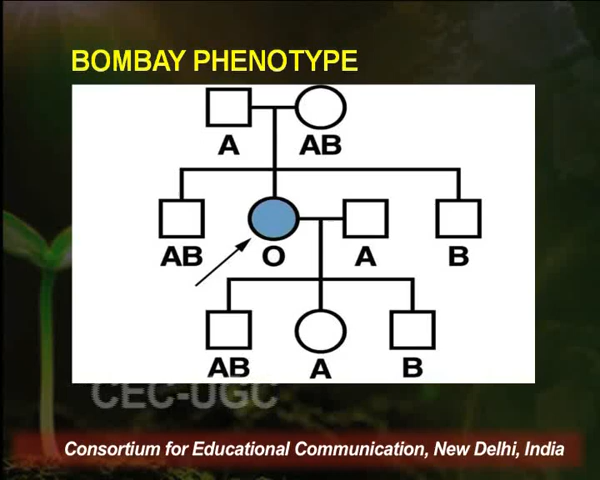 BOMBAY PHENOTYPE
A AB
AB O A B
AB A B
CEC-UGC
Consortium for Educational Communication, New Delhi, India